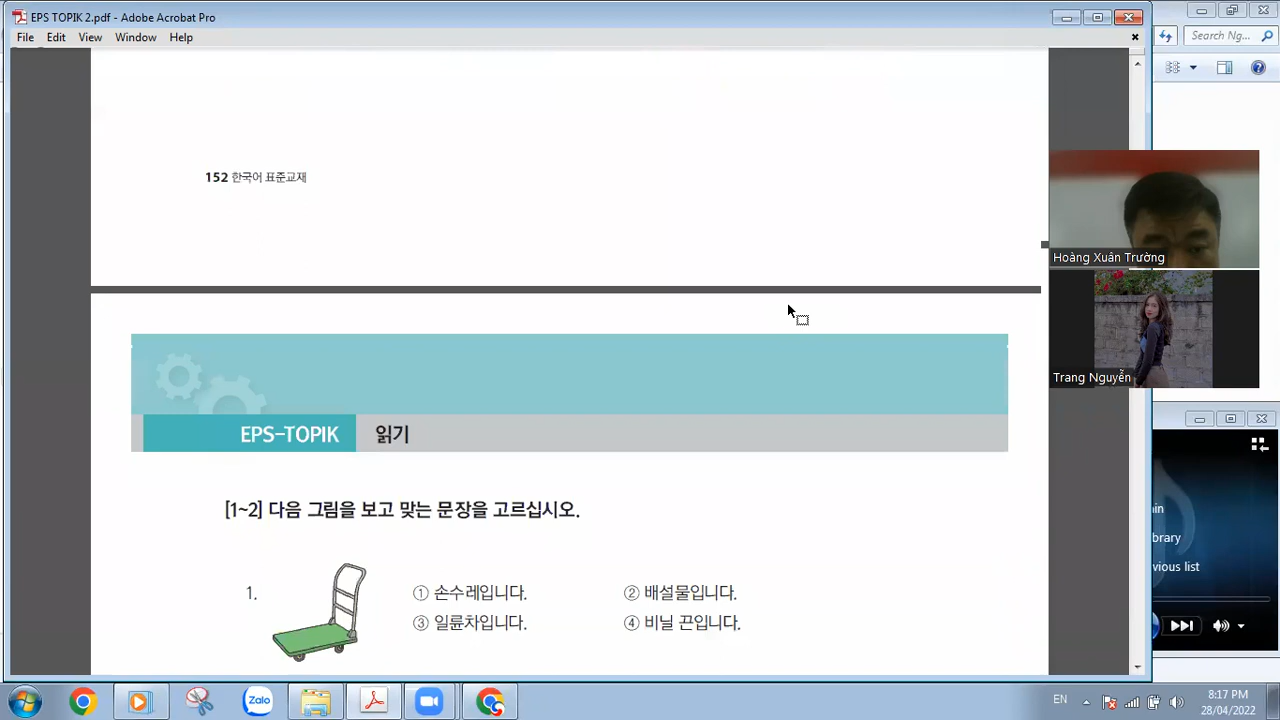 EPS TOPIK 2.pdf - Adobe Acrobat Pro
File Edit View Window Help
Search Ng...
152 한국어 표준교재
Hoàng Xuân Trường
Trang Nguyễn
EPS-TOPIK 읽기
[1~2] 다음 그림을 보고 맞는 문장을 고르십시오.
1.
① 손수레입니다. ② 배설물입니다.
③ 일륜차입니다. ④ 비닐 끈입니다.
in
ibrary
vious list
Zalo
EN
8:17 PM
28/04/2022